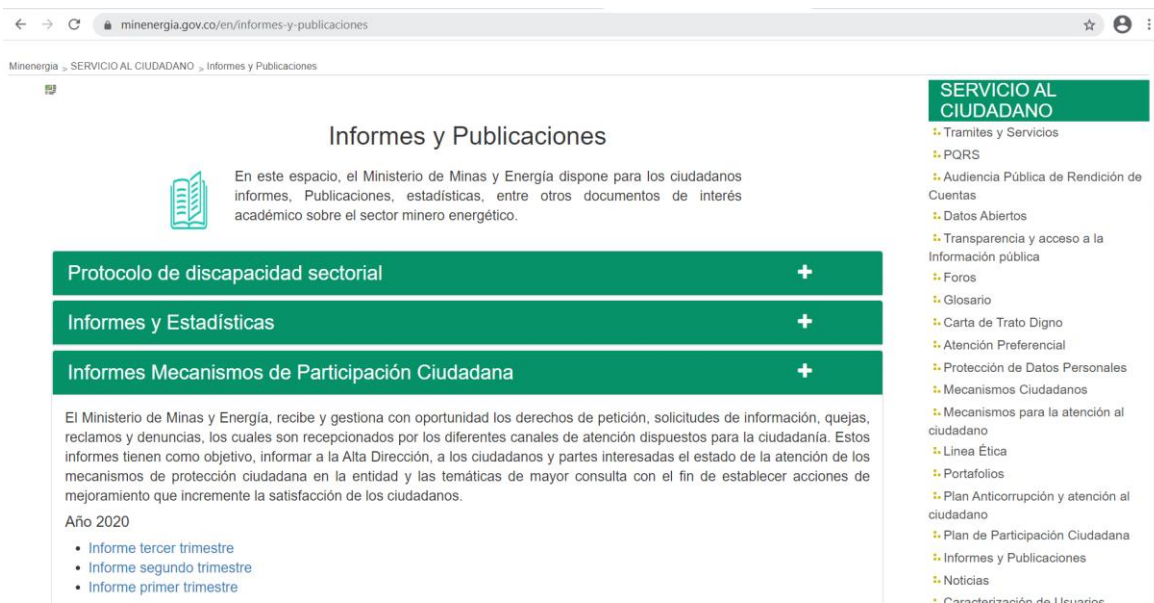 minenergia.gov.co/en/informes-y-publicaciones
Minenergia » SERVICIO AL CIUDADANO » Informes y Publicaciones
Informes y Publicaciones
En este espacio, el Ministerio de Minas y Energía dispone para los ciudadanos
informes, Publicaciones, estadísticas, entre otros documentos de interés
académico sobre el sector minero energético.
Protocolo de discapacidad sectorial
Informes y Estadísticas
Informes Mecanismos de Participación Ciudadana
El Ministerio de Minas y Energía, recibe y gestiona con oportunidad los derechos de petición, solicitudes de información, quejas,
reclamos y denuncias, los cuales son recepcionados por los diferentes canales de atención dispuestos para la ciudadanía. Estos
informes tienen como objetivo, informar a la Alta Dirección, a los ciudadanos y partes interesadas el estado de la atención de los
mecanismos de protección ciudadana en la entidad y las temáticas de mayor consulta con el fin de establecer acciones de
mejoramiento que incremente la satisfacción de los ciudadanos.
Año 2020
• Informe tercer trimestre
• Informe segundo trimestre
• Informe primer trimestre
SERVICIO AL
CIUDADANO
Tramites y Servicios
PQRS
Audiencia Pública de Rendición de
Cuentas
Datos Abiertos
Transparencia y acceso a la
Información pública
Foros
Glosario
Carta de Trato Digno
Atención Preferencial
Protección de Datos Personales
Mecanismos Ciudadanos
Mecanismos para la atención al
ciudadano
Linea Ética
Portafolios
Plan Anticorrupción y atención al
ciudadano
Plan de Participación Ciudadana
Informes y Publicaciones
Noticias
Caracterización de Usuarios